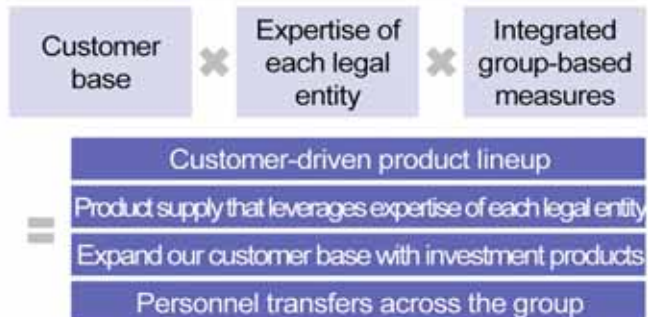 Customer
base
×
Expertise of
each legal
entity
×
Integrated
group-based
measures
=
Customer-driven product lineup
Product supply that leverages expertise of each legal entity
Expand our customer base with investment products
Personnel transfers across the group